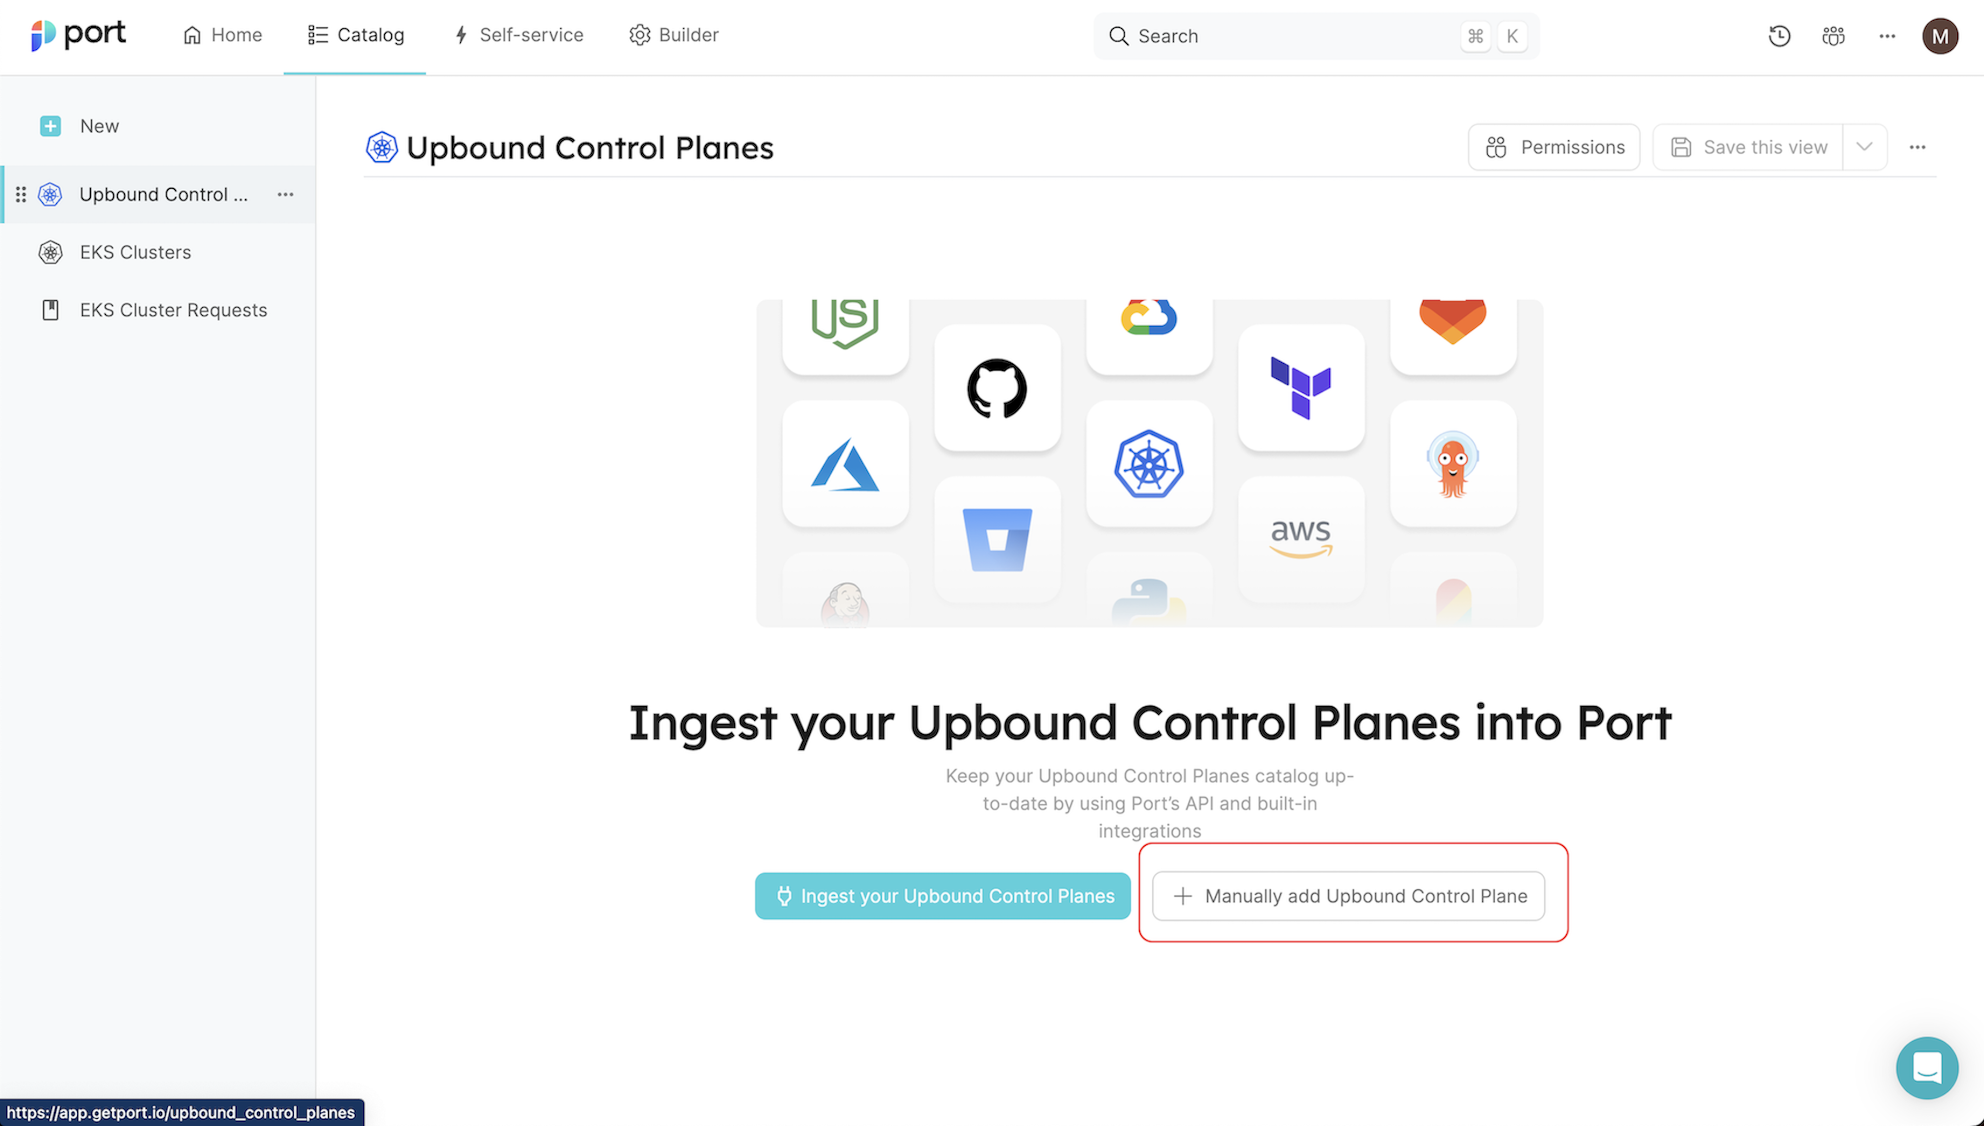 port
Home
Catalog
Self-service
Builder
Search
⌘
K
M
New
Upbound Control ...
EKS Clusters
EKS Cluster Requests
Upbound Control Planes
Permissions
Save this view
JS
aws
Ingest your Upbound Control Planes into Port
Keep your Upbound Control Planes catalog up-
to-date by using Port’s API and built-in
integrations
Ingest your Upbound Control Planes
Manually add Upbound Control Plane
https://app.getport.io/upbound_control_planes